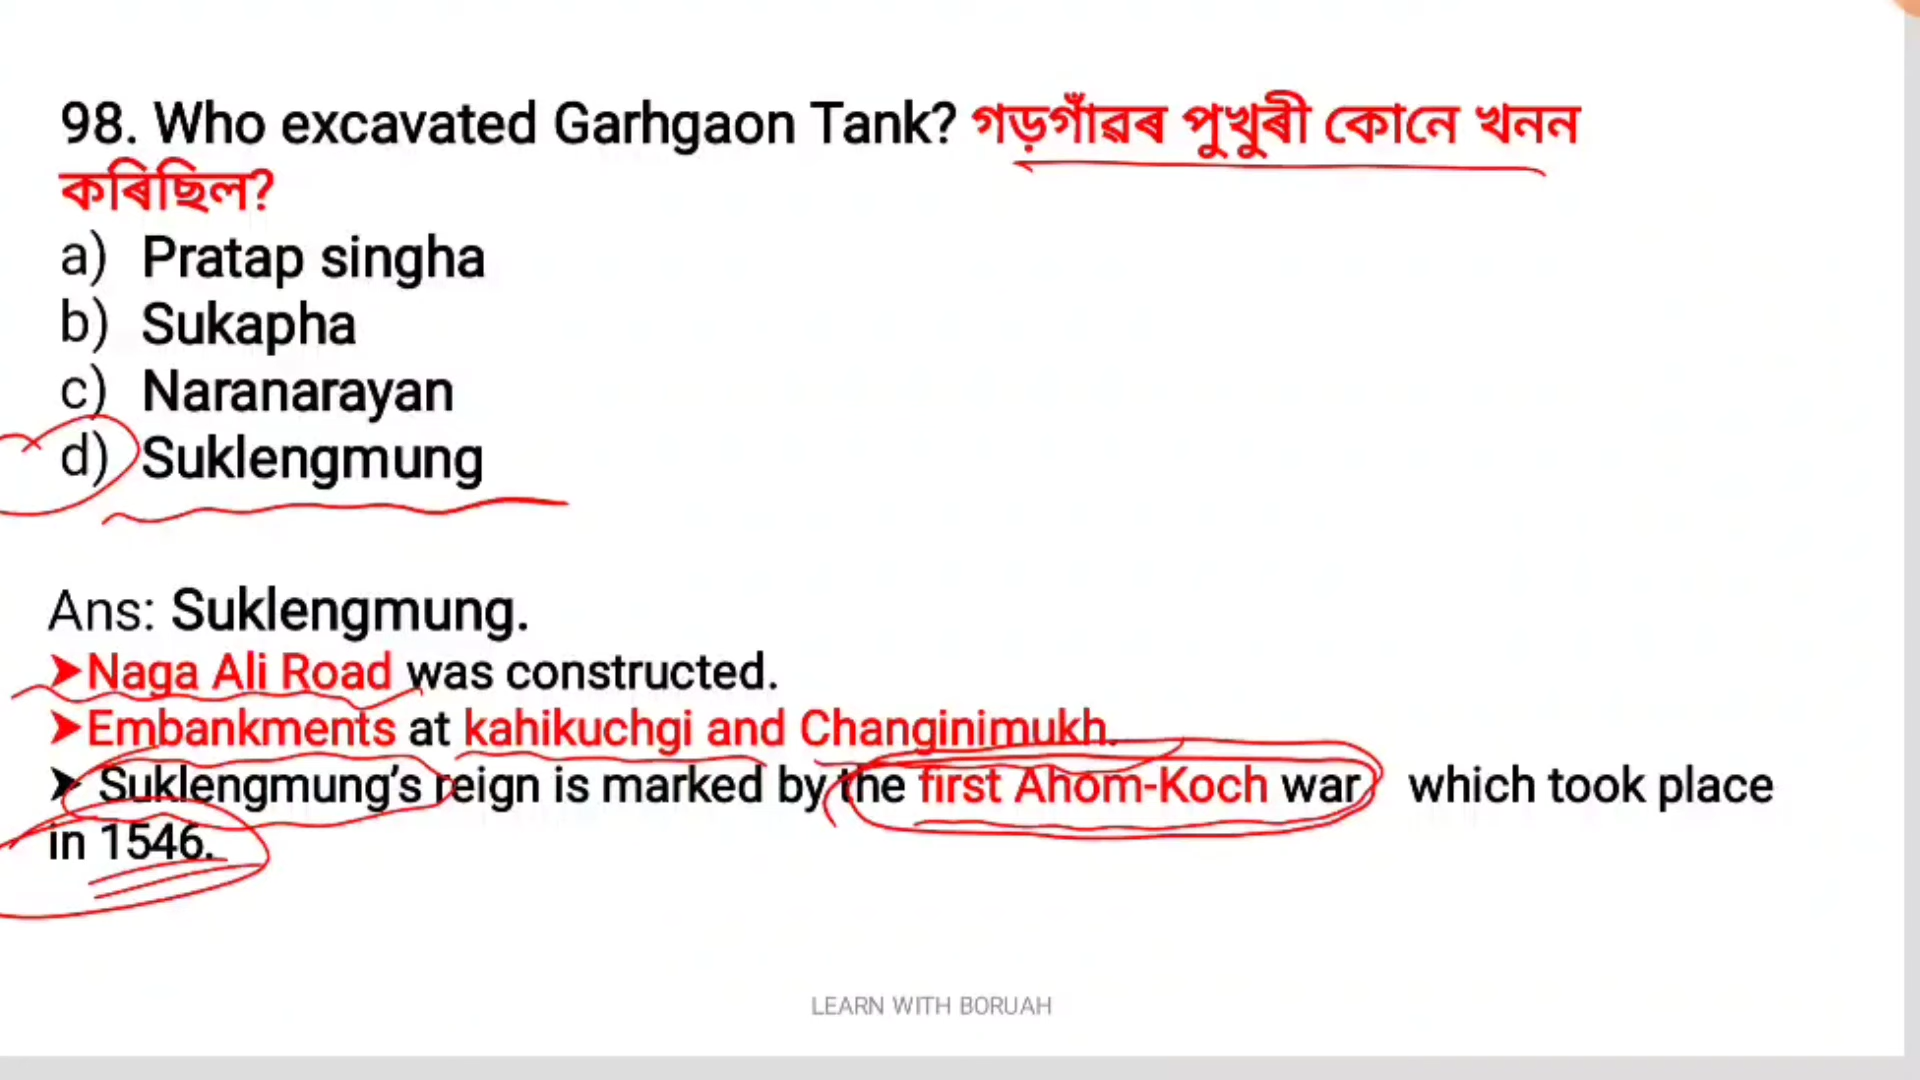 98. Who excavated Garhgaon Tank? গড়গাঁৱৰ পুখুৰী কোনে খনন
কৰিছিল?
a) Pratap singha
b) Sukapha
c) Naranarayan
d) Suklengmung
Ans: Suklengmung.
➤Naga Ali Road was constructed.
➤Embankments at kahikuchgi and Changinimukh.
➤ Suklengmung’s reign is marked by the first Ahom-Koch war which took place
in 1546.
LEARN WITH BORUAH